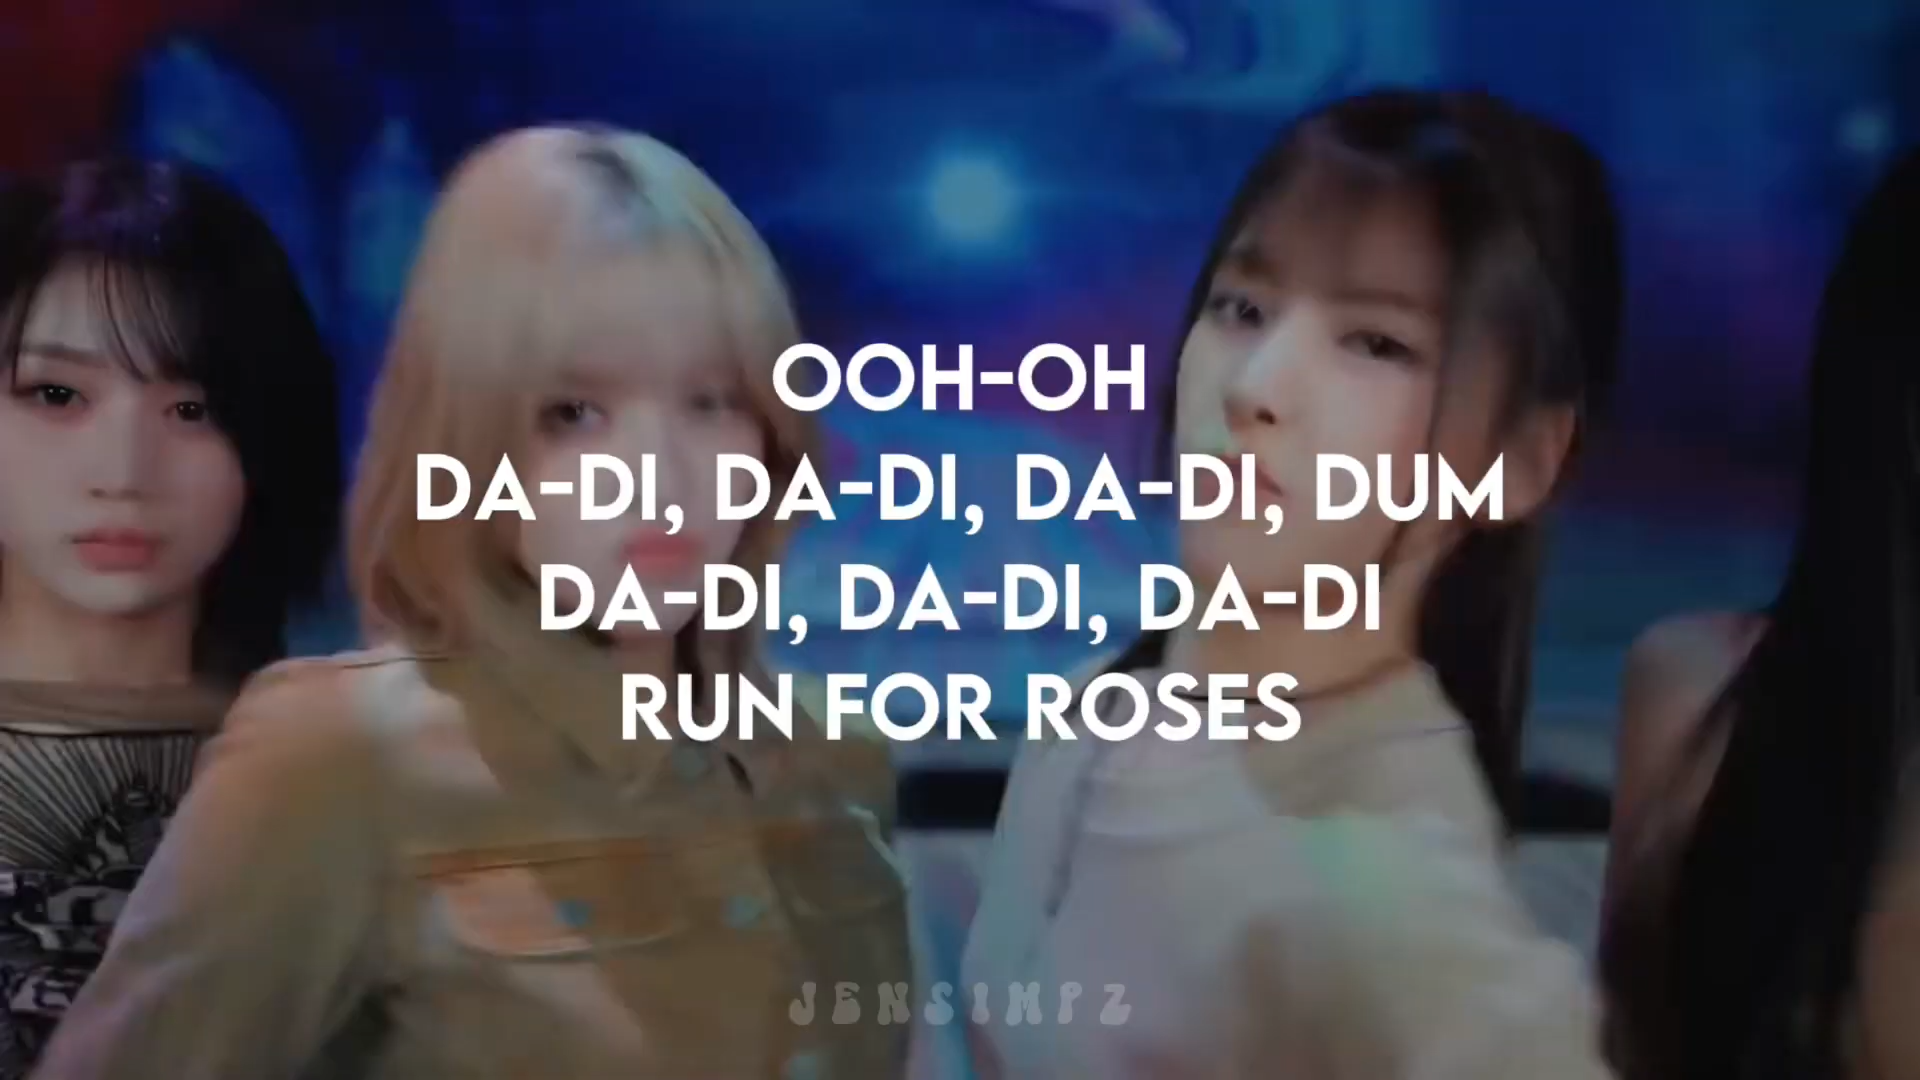 OOH-OH
DA-DI, DA-DI, DA-DI, DUM
DA-DI, DA-DI, DA-DI
RUN FOR ROSES
JENSIMPZ